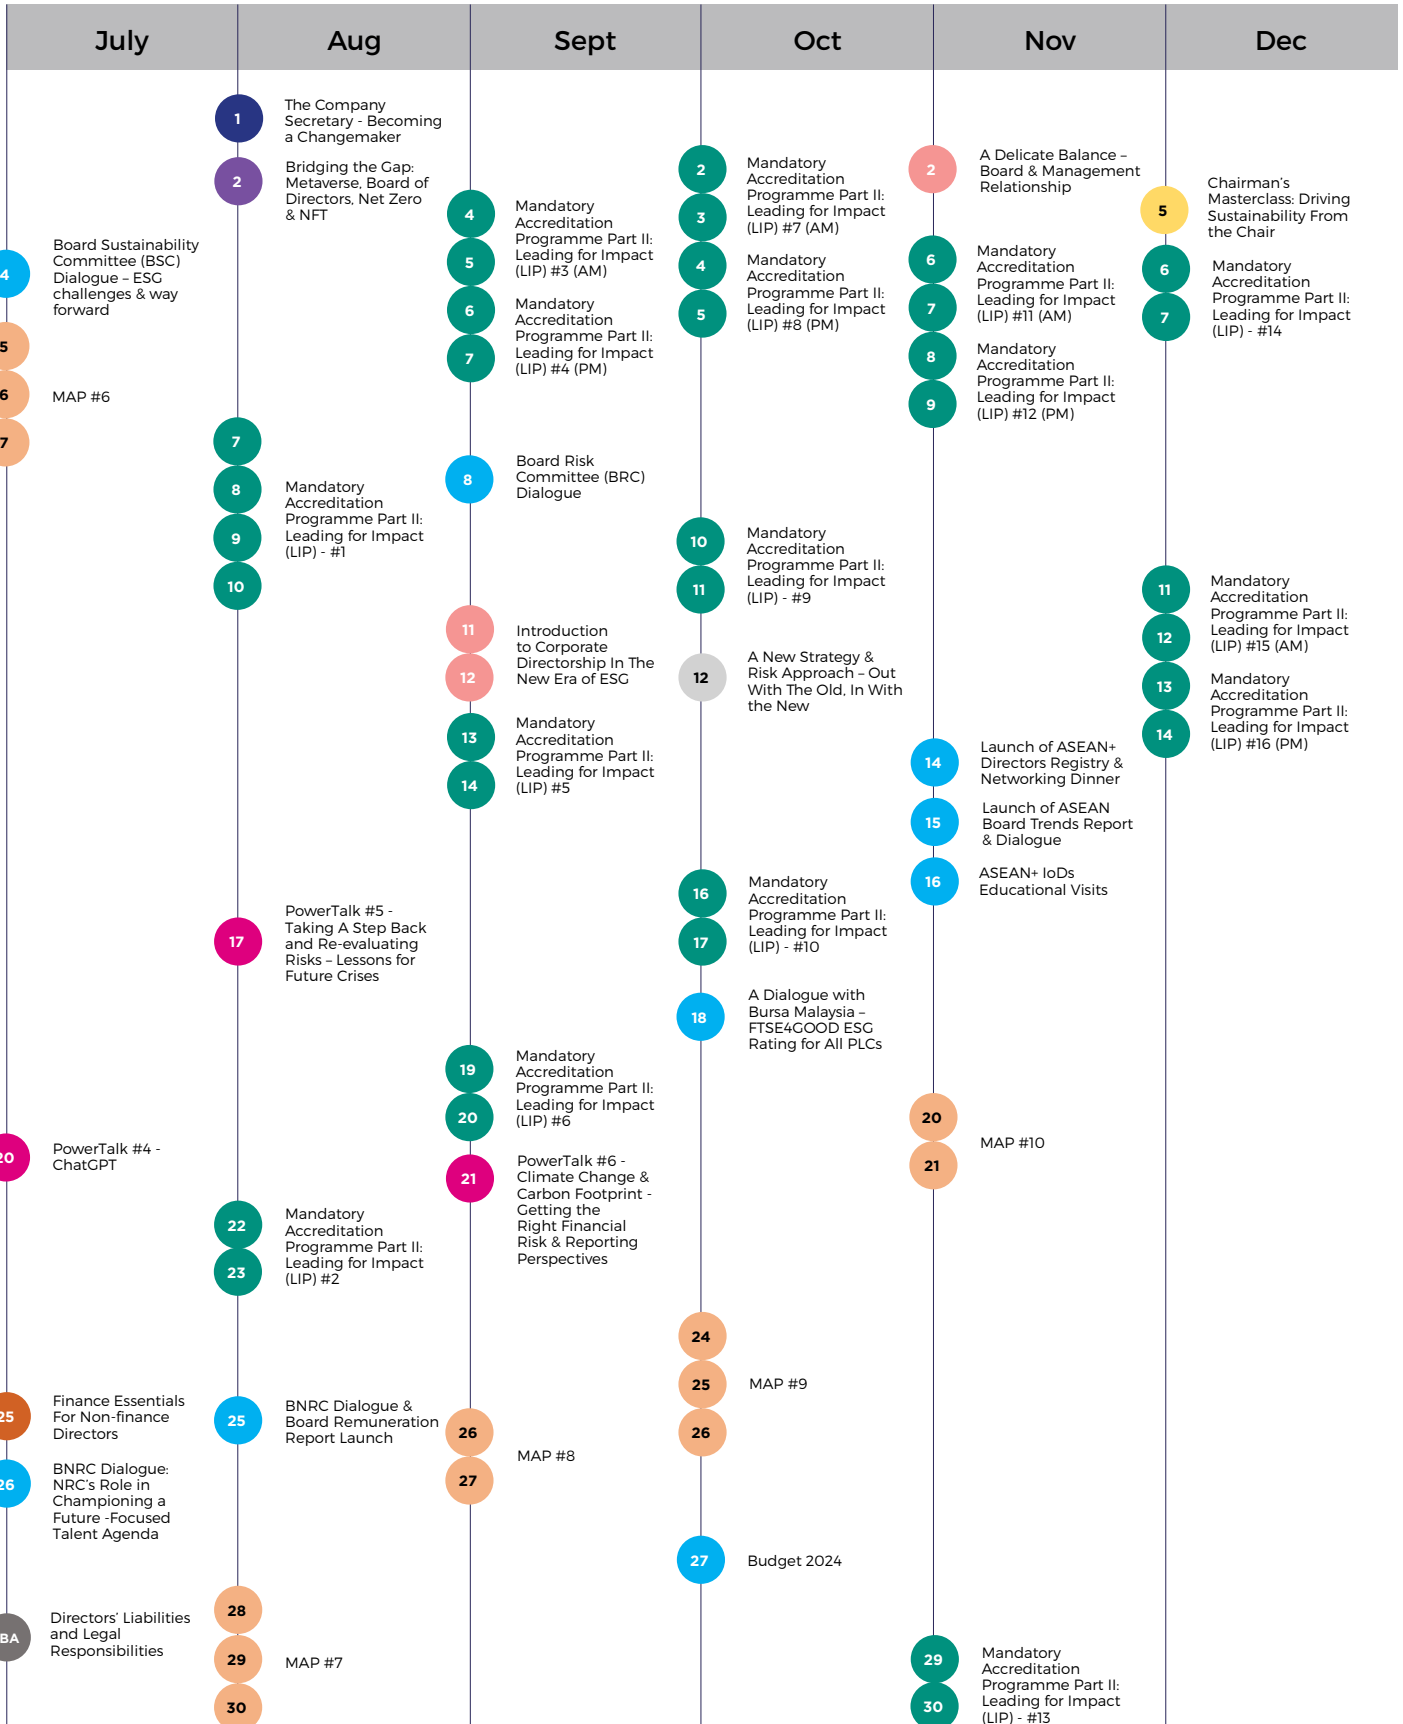 July
Aug
Sept
Oct
Nov
Dec
4
Board Sustainability
Committee (BSC)
Dialogue – ESG
challenges & way
forward
5
6
7
MAP #6
20
PowerTalk #4 -
ChatGPT
25
Finance Essentials
For Non-finance
Directors
26
BNRC Dialogue:
NRC's Role in
Championing a
Future -Focused
Talent Agenda
BA
Directors' Liabilities
and Legal
Responsibilities
1
The Company
Secretary - Becoming
a Changemaker
2
Bridging the Gap:
Metaverse, Board of
Directors, Net Zero
& NFT
7
8
9
10
Mandatory
Accreditation
Programme Part II:
Leading for Impact
(LIP) - #1
17
PowerTalk #5 -
Taking A Step Back
and Re-evaluating
Risks – Lessons for
Future Crises
22
23
Mandatory
Accreditation
Programme Part II:
Leading for Impact
(LIP) #2
25
BNRC Dialogue &
Board Remuneration
Report Launch
28
29
30
MAP #7
4
5
Mandatory
Accreditation
Programme Part II:
Leading for Impact
(LIP) #3 (AM)
6
7
Mandatory
Accreditation
Programme Part II:
Leading for Impact
(LIP) #4 (PM)
8
Board Risk
Committee (BRC)
Dialogue
11
12
Introduction
to Corporate
Directorship In The
New Era of ESG
13
14
Mandatory
Accreditation
Programme Part II:
Leading for Impact
(LIP) #5
19
20
Mandatory
Accreditation
Programme Part II:
Leading for Impact
(LIP) #6
21
PowerTalk #6 -
Climate Change &
Carbon Footprint -
Getting the
Right Financial
Risk & Reporting
Perspectives
26
27
MAP #8
2
3
Mandatory
Accreditation
Programme Part II:
Leading for Impact
(LIP) #7 (AM)
4
5
Mandatory
Accreditation
Programme Part II:
Leading for Impact
(LIP) #8 (PM)
10
11
Mandatory
Accreditation
Programme Part II:
Leading for Impact
(LIP) - #9
12
A New Strategy &
Risk Approach – Out
With The Old, In With
the New
16
17
Mandatory
Accreditation
Programme Part II:
Leading for Impact
(LIP) - #10
18
A Dialogue with
Bursa Malaysia –
FTSE4GOOD ESG
Rating for All PLCs
24
25
26
MAP #9
27
Budget 2024
2
A Delicate Balance –
Board & Management
Relationship
6
7
Mandatory
Accreditation
Programme Part II:
Leading for Impact
(LIP) #11 (AM)
8
9
Mandatory
Accreditation
Programme Part II:
Leading for Impact
(LIP) #12 (PM)
14
Launch of ASEAN+
Directors Registry &
Networking Dinner
15
Launch of ASEAN
Board Trends Report
& Dialogue
16
ASEAN+ IoDs
Educational Visits
20
21
MAP #10
29
30
Mandatory
Accreditation
Programme Part II:
Leading for Impact
(LIP) - #13
5
Chairman's
Masterclass: Driving
Sustainability From
the Chair
6
7
Mandatory
Accreditation
Programme Part II:
Leading for Impact
(LIP) - #14
11
12
Mandatory
Accreditation
Programme Part II:
Leading for Impact
(LIP) #15 (AM)
13
14
Mandatory
Accreditation
Programme Part II:
Leading for Impact
(LIP) #16 (PM)